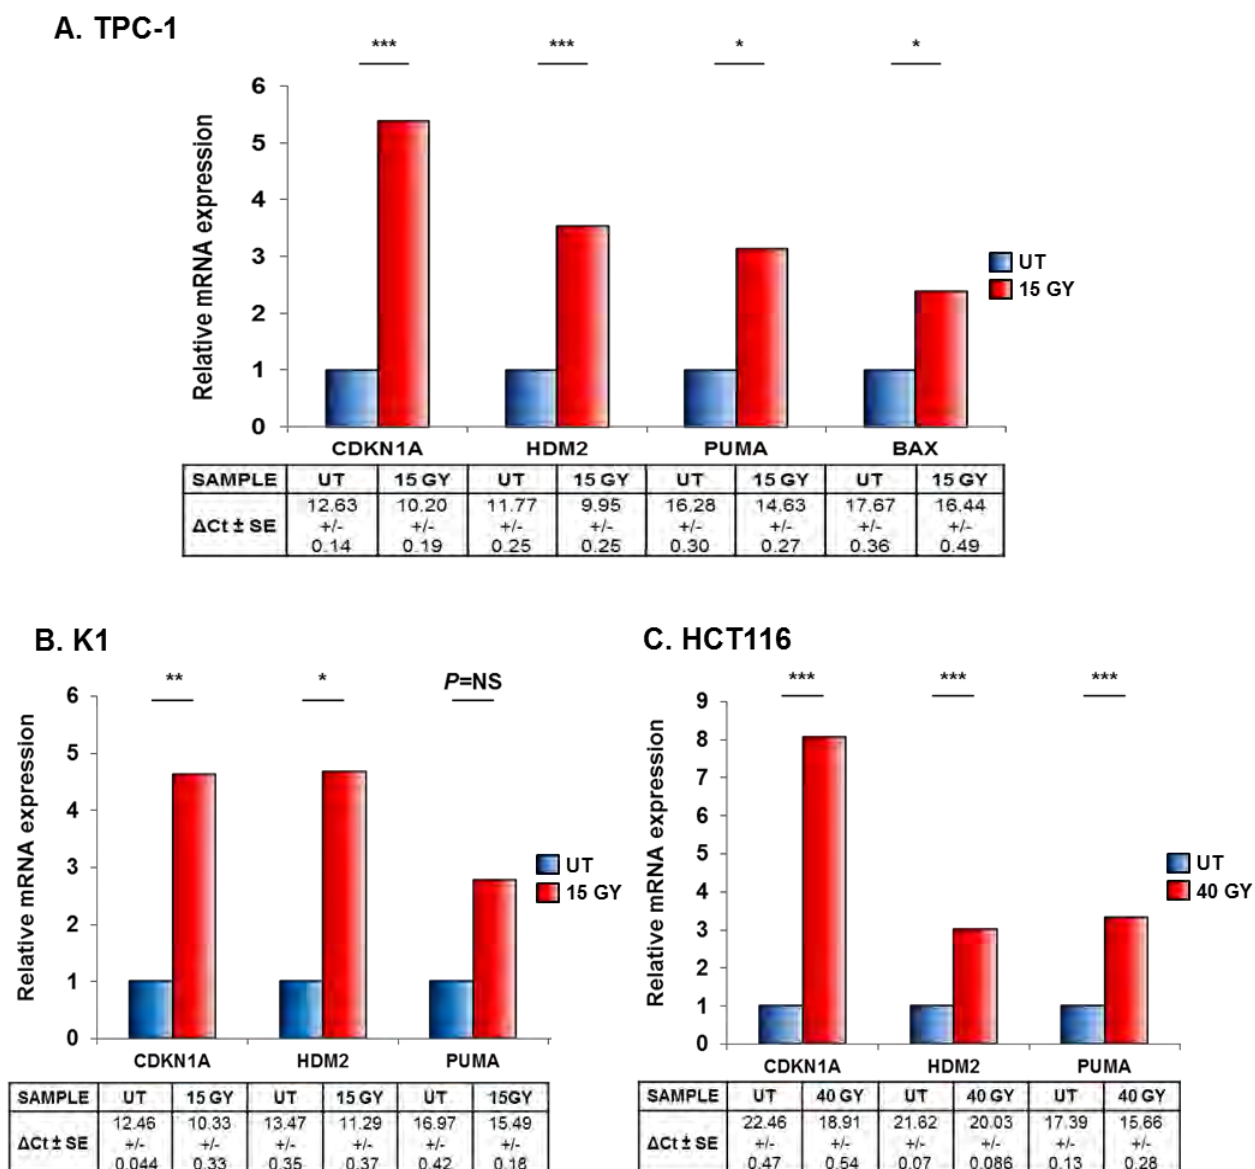 A. TPC-1
*** *** * *
Relative mRNA expression
6
5
4
3
2
1
0
UT
15 GY
CDKN1A HDM2 PUMA BAX
SAMPLE UT 15 GY UT 15 GY UT 15 GY UT 15 GY
ΔCt ± SE
12.63 10.20 11.77 9.95 16.28 14.63 17.67 16.44
+/- +/- +/- +/- +/- +/- +/- +/-
0.14 0.19 0.25 0.25 0.30 0.27 0.36 0.49
B. K1
** * P=NS
Relative mRNA expression
6
5
4
3
2
1
0
UT
15 GY
CDKN1A HDM2 PUMA
SAMPLE UT 15 GY UT 15 GY UT 15GY
ΔCt ± SE
12.46 10.33 13.47 11.29 16.97 15.49
+/- +/- +/- +/- +/- +/-
0.044 0.33 0.35 0.37 0.42 0.18
C. HCT116
*** *** ***
Relative mRNA expression
9
8
7
6
5
4
3
2
1
0
UT
40 GY
CDKN1A HDM2 PUMA
SAMPLE UT 40 GY UT 40 GY UT 40 GY
ΔCt ± SE
22.46 18.91 21.62 20.03 17.39 15.66
+/- +/- +/- +/- +/- +/-
0.47 0.54 0.07 0.086 0.13 0.28